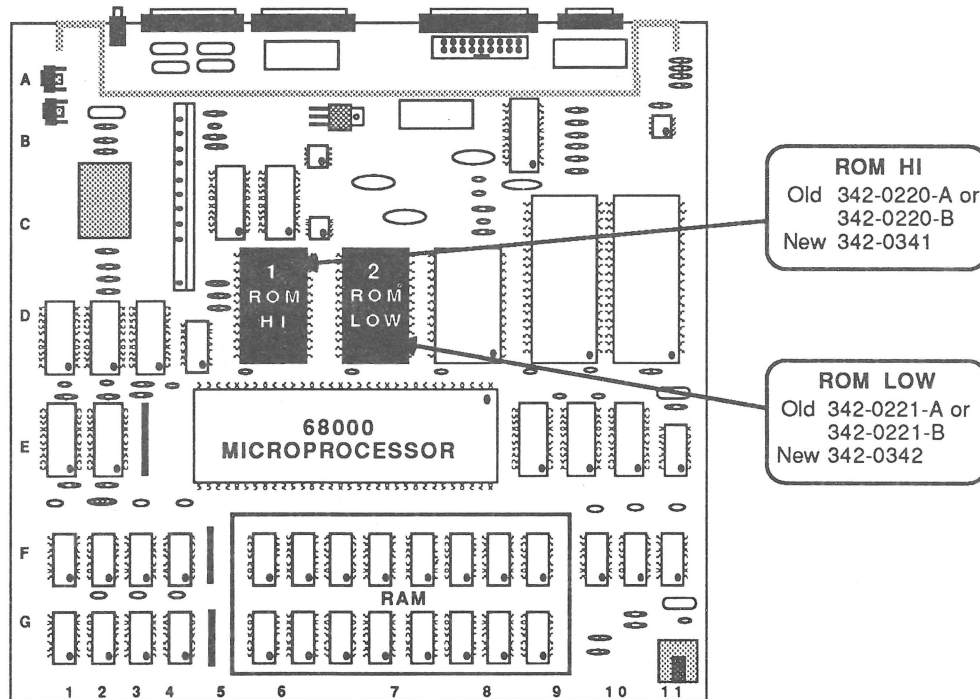 A
B
C
D
E
F
G
1
ROM
HI
2
ROM
LOW
68000
MICROPROCESSOR
RAM
1 2 3 4 5 6 7 8 9 10 11
ROM HI
Old 342-0220-A or
342-0220-B
New 342-0341
ROM LOW
Old 342-0221-A or
342-0221-B
New 342-0342